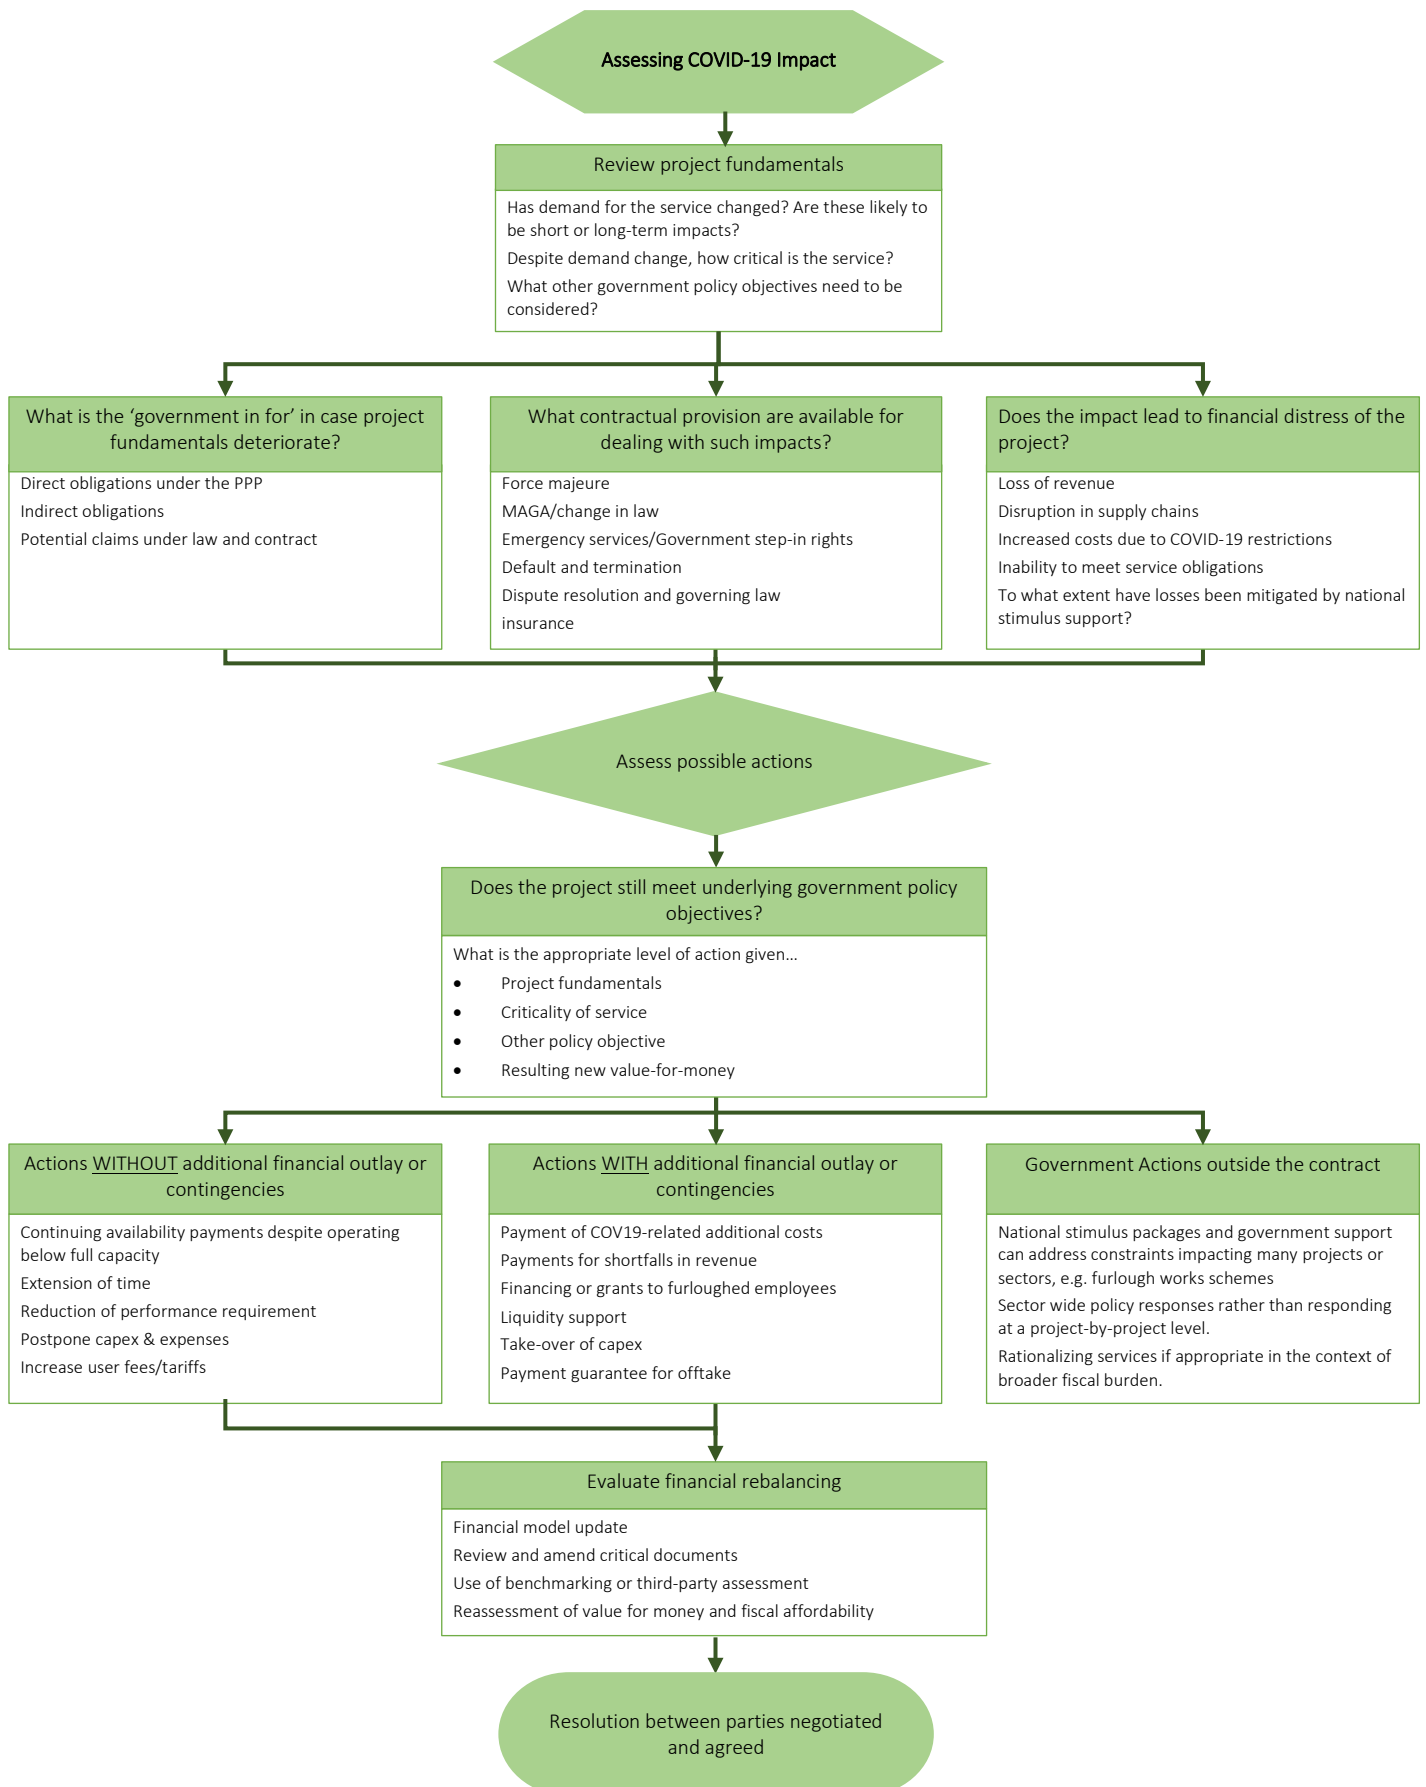 Assessing COVID-19 Impact
Review project fundamentals
Has demand for the service changed? Are these likely to
be short or long-term impacts?
Despite demand change, how critical is the service?
What other government policy objectives need to be
considered?
What is the ‘government in for’ in case project
fundamentals deteriorate?
Direct obligations under the PPP
Indirect obligations
Potential claims under law and contract
What contractual provision are available for
dealing with such impacts?
Force majeure
MAGA/change in law
Emergency services/Government step-in rights
Default and termination
Dispute resolution and governing law
insurance
Does the impact lead to financial distress of the
project?
Loss of revenue
Disruption in supply chains
Increased costs due to COVID-19 restrictions
Inability to meet service obligations
To what extent have losses been mitigated by national
stimulus support?
Assess possible actions
Does the project still meet underlying government policy
objectives?
What is the appropriate level of action given…
• Project fundamentals
• Criticality of service
• Other policy objective
• Resulting new value-for-money
Actions WITHOUT additional financial outlay or
contingencies
Continuing availability payments despite operating
below full capacity
Extension of time
Reduction of performance requirement
Postpone capex & expenses
Increase user fees/tariffs
Actions WITH additional financial outlay or
contingencies
Payment of COV19-related additional costs
Payments for shortfalls in revenue
Financing or grants to furloughed employees
Liquidity support
Take-over of capex
Payment guarantee for offtake
Government Actions outside the contract
National stimulus packages and government support
can address constraints impacting many projects or
sectors, e.g. furlough works schemes
Sector wide policy responses rather than responding
at a project-by-project level.
Rationalizing services if appropriate in the context of
broader fiscal burden.
Evaluate financial rebalancing
Financial model update
Review and amend critical documents
Use of benchmarking or third-party assessment
Reassessment of value for money and fiscal affordability
Resolution between parties negotiated
and agreed